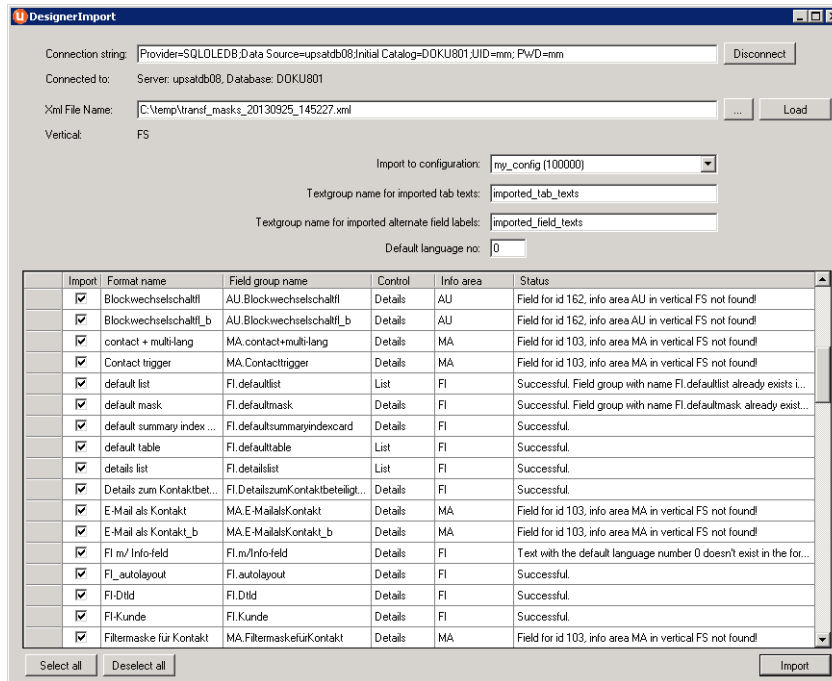 DesignerImport
Connection string: Provider=SQLOLEDB;Data Source=upsatdb08;Initial Catalog=DOKU801;UID=mm; PWD=mm Disconnect
Connected to: Server: upsatdb08, Database: DOKU801
Xml File Name: C:\temp\transf_masks_20130925_145227.xml ... Load
Vertical: FS
Import to configuration: my_config (100000)
Textgroup name for imported tab texts: imported_tab_texts
Textgroup name for imported alternate field labels: imported_field_texts
Default language no: 0
Import Format name Field group name Control Info area Status
Blockwechselschaltfl AU.Blockwechselschaltfl Details AU Field for id 162, info area AU in vertical FS not found!
Blockwechselschaltfl_b AU.Blockwechselschaltfl_b Details AU Field for id 162, info area AU in vertical FS not found!
contact + multi-lang MA.contact+multi-lang Details MA Field for id 103, info area MA in vertical FS not found!
Contact trigger MA.Contacttrigger Details MA Field for id 103, info area MA in vertical FS not found!
default list FI.defaultlist List FI Successful. Field group with name FI.defaultlist already exists i...
default mask FI.defaultmask Details FI Successful. Field group with name FI.defaultmask already exist...
default summary index ... FI.defaultsummaryindexcard Details FI Successful.
default table FI.defaulttable List FI Successful.
details list FI.detailslist List FI Successful.
Details zum Kontaktbet... FI.DetailszumKontaktbeteiligt... Details FI Successful.
E-Mail als Kontakt MA.E-MailalsKontakt Details MA Field for id 103, info area MA in vertical FS not found!
E-Mail als Kontakt_b MA.E-MailalsKontakt_b Details MA Field for id 103, info area MA in vertical FS not found!
FI m/ Info-feld FI.m/Info-feld Details FI Text with the default language number 0 doesn't exist in the for...
FI_autolayout FI.autolayout Details FI Successful.
FI-Dtld FI.Dtld Details FI Successful.
FI-Kunde FI.Kunde Details FI Successful.
Filtermaske für Kontakt MA.FiltermaskefürKontakt Details MA Field for id 103, info area MA in vertical FS not found!
Select all Deselect all Import